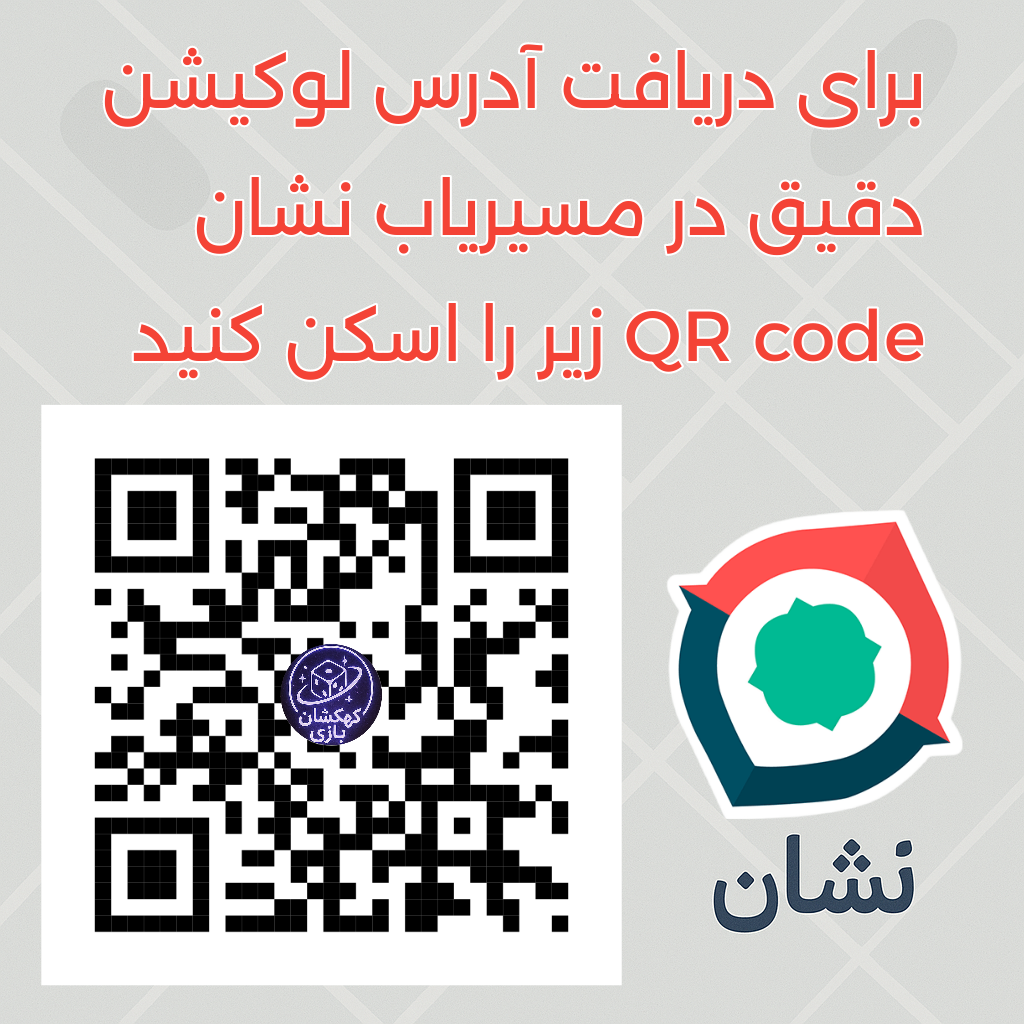 برای دریافت آدرس لوکیشن
دقیق در مسیریاب نشان
QR code زیر را اسکن کنید
کهکشان
بازی
نشان